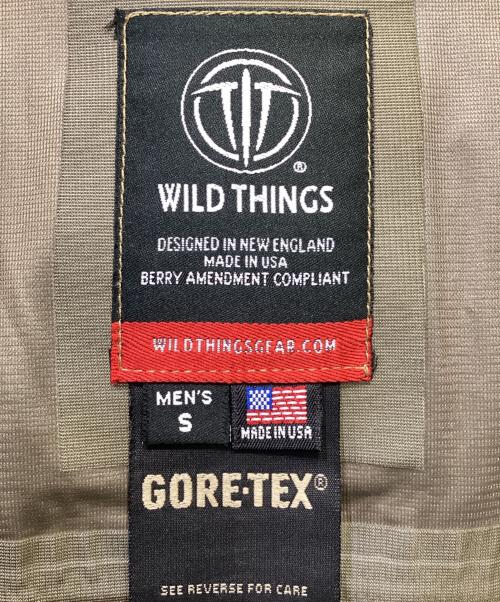 ®
WILD THINGS
DESIGNED IN NEW ENGLAND
MADE IN USA
BERRY AMENDMENT COMPLIANT
WILDTHINGSGEAR.COM
MEN'S
S
MADE IN USA
GORE-TEX®
SEE REVERSE FOR CARE